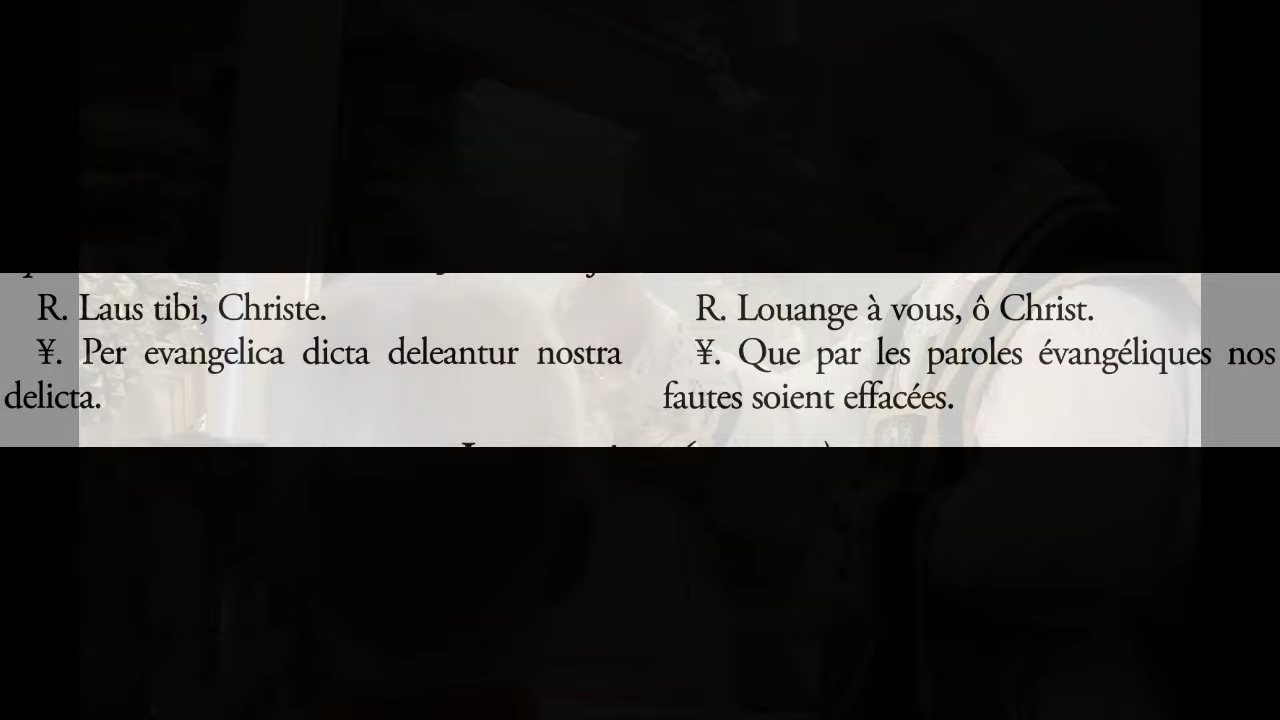 R. Laus tibi, Christe.
¥. Per evangelica dicta deleantur nostra
delicta.
R. Louange à vous, ô Christ.
¥. Que par les paroles évangéliques nos
fautes soient effacées.